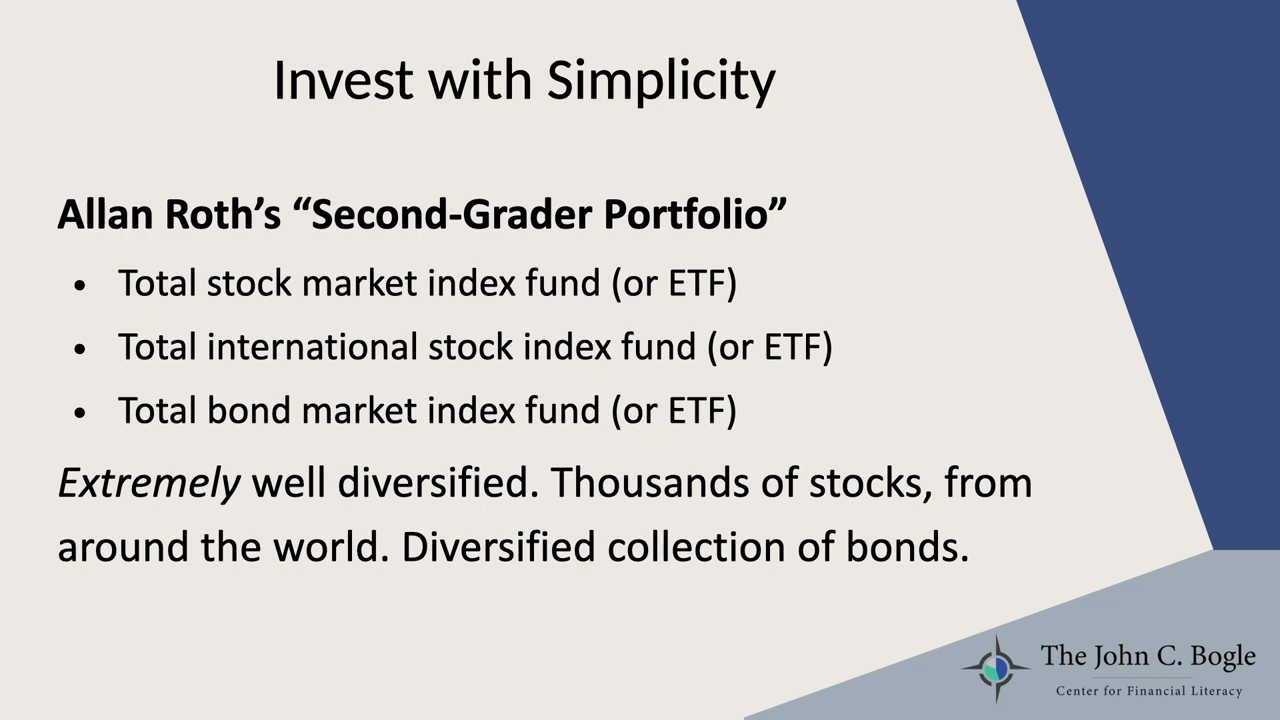 Invest with Simplicity
Allan Roth’s “Second-Grader Portfolio”
• Total stock market index fund (or ETF)
• Total international stock index fund (or ETF)
• Total bond market index fund (or ETF)
Extremely well diversified. Thousands of stocks, from
around the world. Diversified collection of bonds.
The John C. Bogle
Center for Financial Literacy